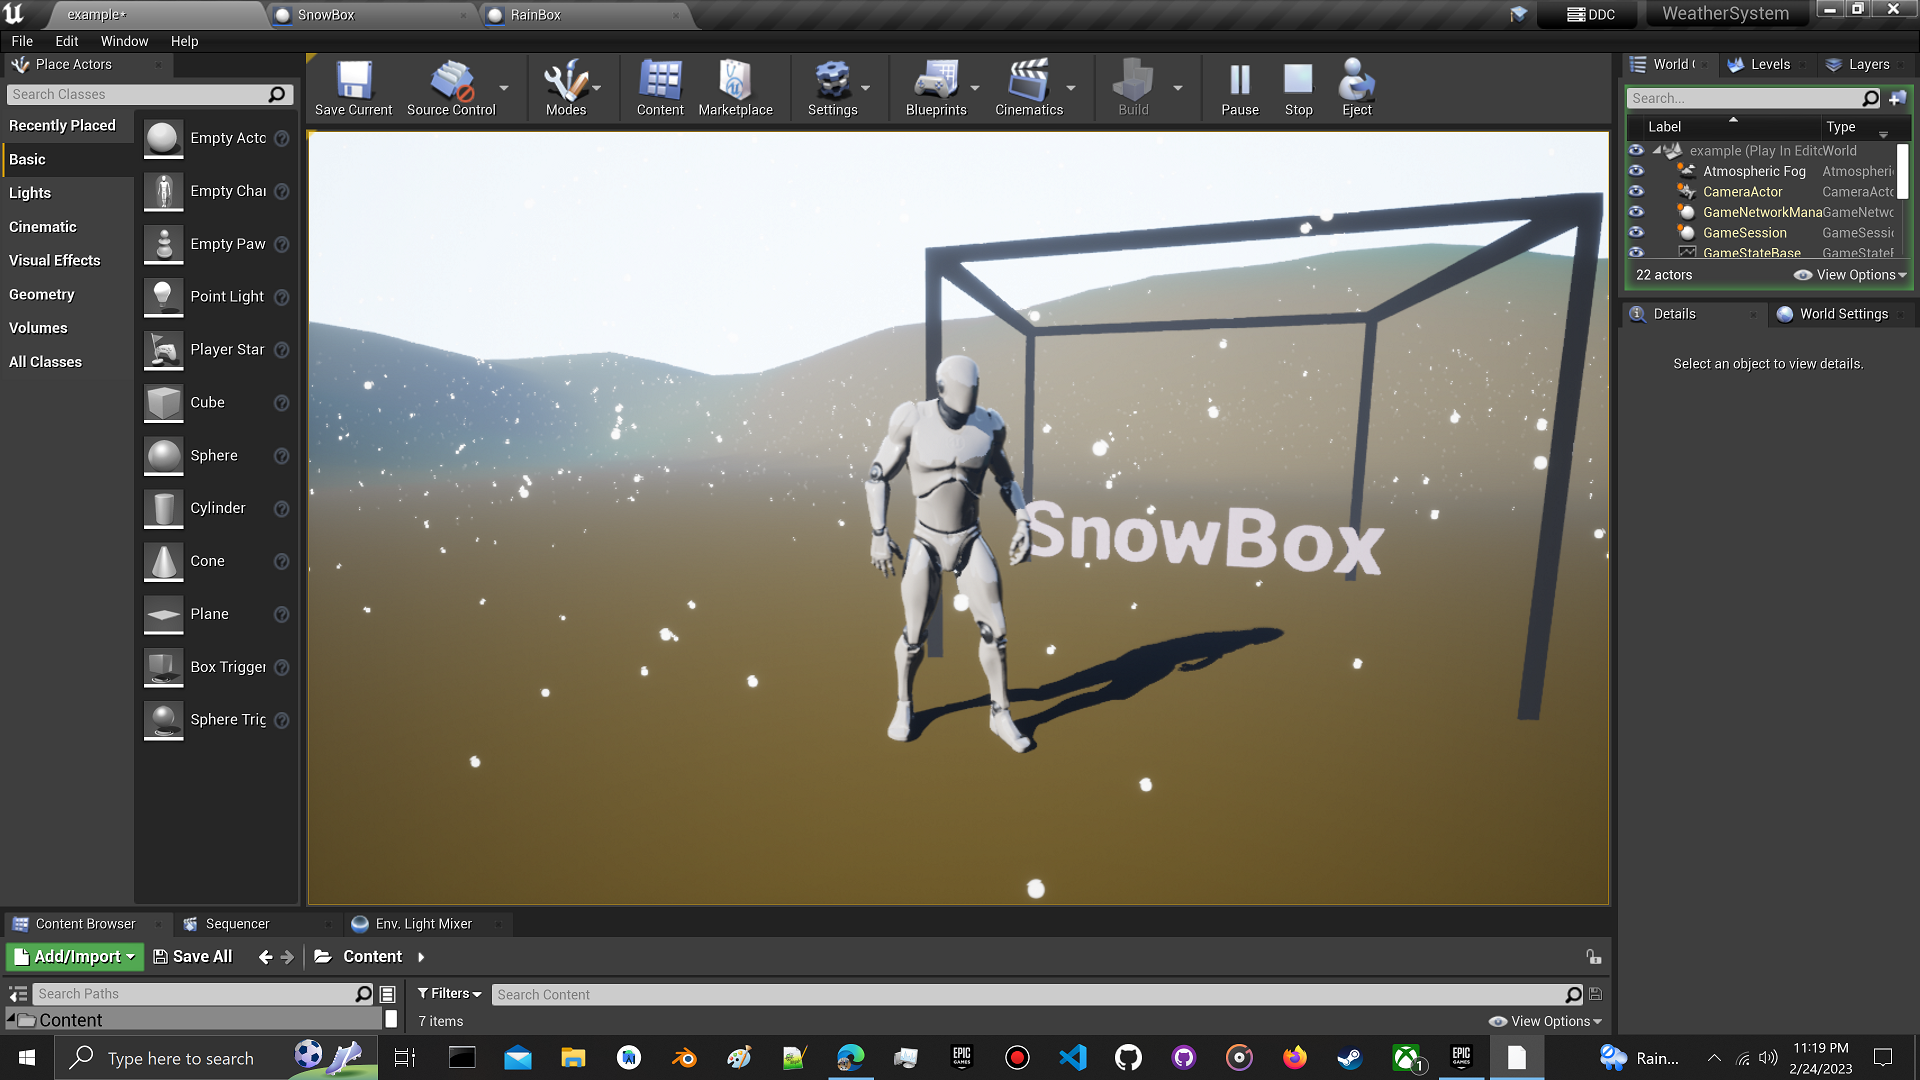 example*
SnowBox
RainBox
DDC
WeatherSystem
File Edit Window Help
Place Actors
World (
Levels
Layers
Search Classes
Save Current
Source Control
Modes
Content
Marketplace
Settings
Blueprints
Cinematics
Build
Pause
Stop
Eject
Search...
Label
Type
example (Play In Edito
World
Atmospheric Fog
Atmospheri
CameraActor
CameraActo
GameNetworkMana
GameNetwo
GameSession
GameSessi
GameStateBase
GameStateB
22 actors
View Options
Details
World Settings
Select an object to view details.
Recently Placed
Basic
Lights
Cinematic
Visual Effects
Geometry
Volumes
All Classes
Empty Acto
Empty Char
Empty Paw
Point Light
Player Star
Cube
Sphere
Cylinder
Cone
Plane
Box Trigger
Sphere Trig
SnowBox
Content Browser
Sequencer
Env. Light Mixer
Add/Import
Save All
Content
Search Paths
Filters
Search Content
Content
7 items
View Options
Type here to search
EPIC GAMES
EPIC GAMES
1
Rain...
11:19 PM
2/24/2023